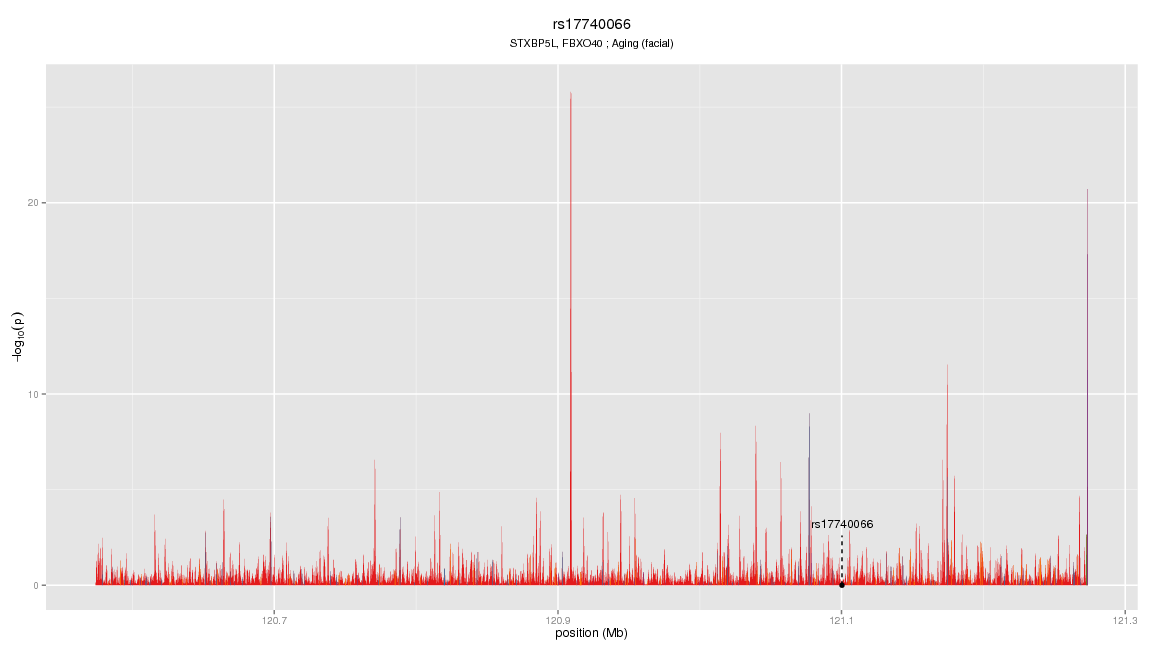 rs17740066
STXBP5L, FBXO40 ; Aging (facial)
20
10
0
-log10(p)
rs17740066
120.7
120.9
121.1
121.3
position (Mb)